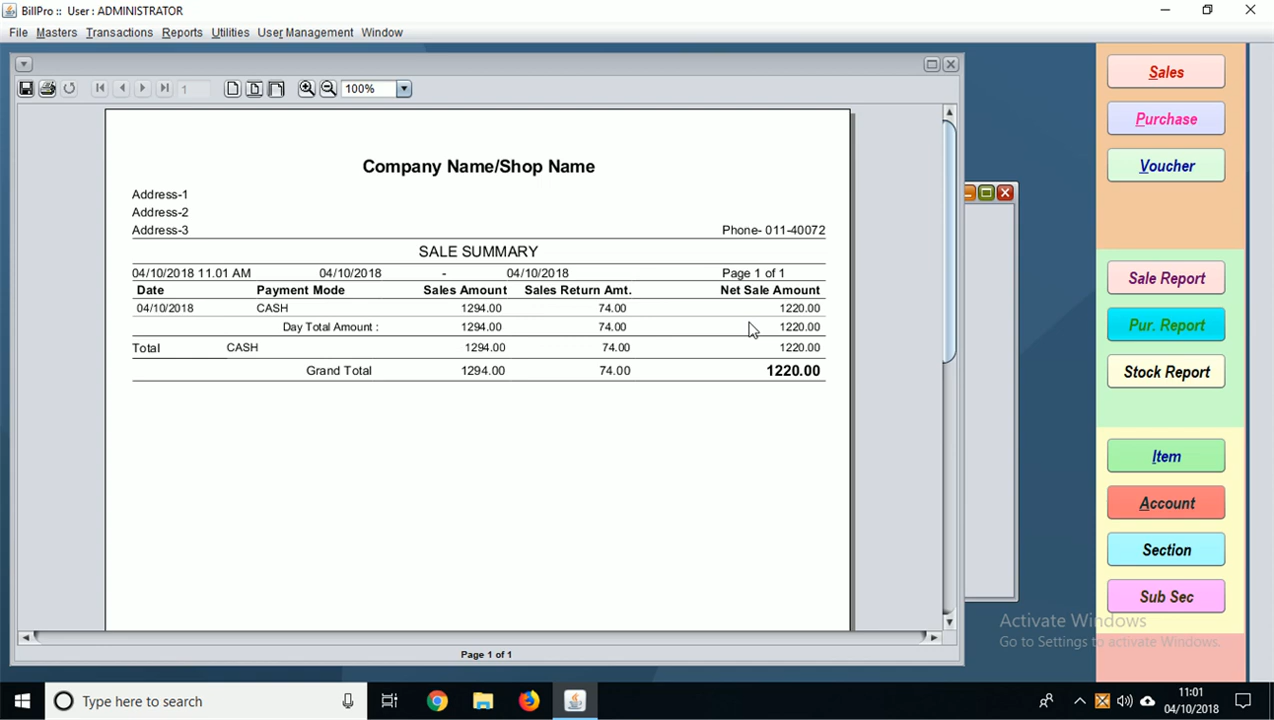 BillPro :: User : ADMINISTRATOR
File Masters Transactions Reports Utilities User Management Window
1 100%
Company Name/Shop Name
Address-1
Address-2
Address-3 Phone- 011-40072
SALE SUMMARY
04/10/2018 11.01 AM 04/10/2018 - 04/10/2018 Page 1 of 1
Date Payment Mode Sales Amount Sales Return Amt. Net Sale Amount
04/10/2018 CASH 1294.00 74.00 1220.00
Day Total Amount : 1294.00 74.00 1220.00
Total CASH 1294.00 74.00 1220.00
Grand Total 1294.00 74.00 1220.00
Page 1 of 1
Sales
Purchase
Voucher
Sale Report
Pur. Report
Stock Report
Item
Account
Section
Sub Sec
Activate Windows
Go to Settings to activate Windows.
Type here to search
11:01
04/10/2018